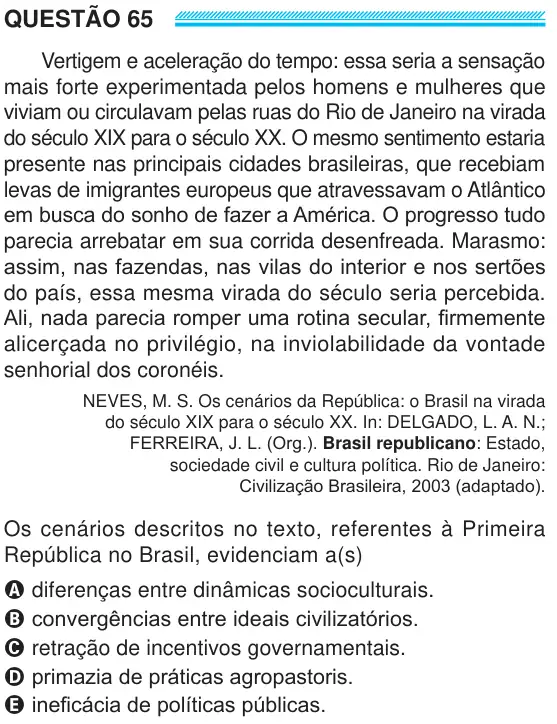 QUESTÃO 65
Vertigem e aceleração do tempo: essa seria a sensação
mais forte experimentada pelos homens e mulheres que
viviam ou circulavam pelas ruas do Rio de Janeiro na virada
do século XIX para o século XX. O mesmo sentimento estaria
presente nas principais cidades brasileiras, que recebiam
levas de imigrantes europeus que atravessavam o Atlântico
em busca do sonho de fazer a América. O progresso tudo
parecia arrebatar em sua corrida desenfreada. Marasmo:
assim, nas fazendas, nas vilas do interior e nos sertões
do país, essa mesma virada do século seria percebida.
Ali, nada parecia romper uma rotina secular, firmemente
alicerçada no privilégio, na inviolabilidade da vontade
senhorial dos coronéis.
NEVES, M. S. Os cenários da República: o Brasil na virada
do século XIX para o século XX. In: DELGADO, L. A. N.;
FERREIRA, J. L. (Org.). Brasil republicano: Estado,
sociedade civil e cultura política. Rio de Janeiro:
Civilização Brasileira, 2003 (adaptado).
Os cenários descritos no texto, referentes à Primeira
República no Brasil, evidenciam a(s)
A diferenças entre dinâmicas socioculturais.
B convergências entre ideais civilizatórios.
C retração de incentivos governamentais.
D primazia de práticas agropastoris.
E ineficácia de políticas públicas.